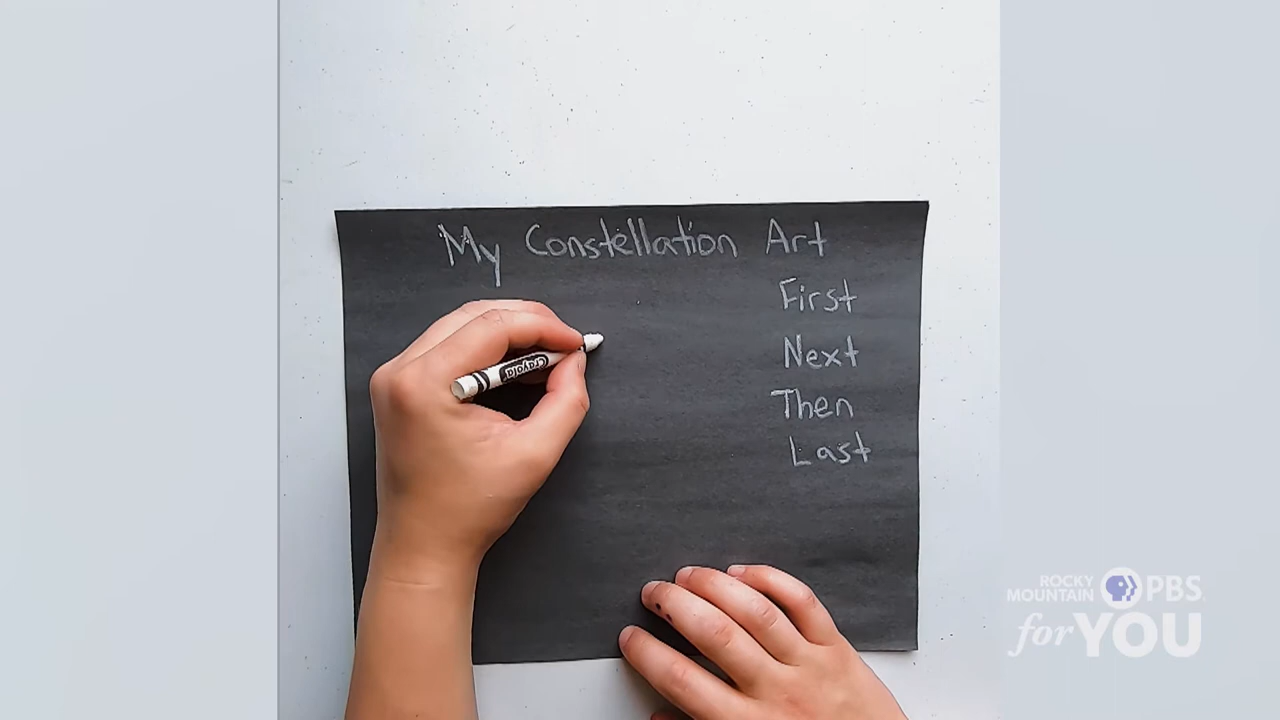 My Constellation Art
First
Next
Then
Last
Crayola
ROCKY
MOUNTAIN PBS
for YOU